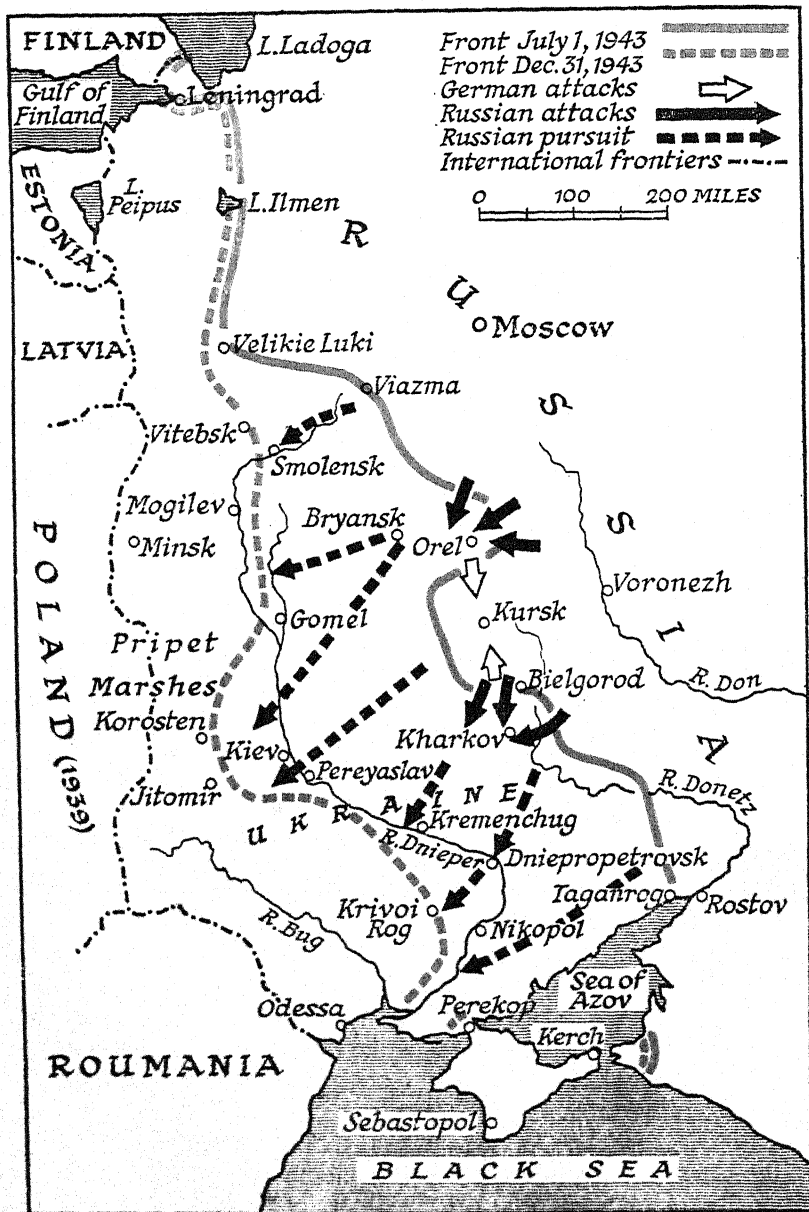 FINLAND
L.Ladoga
Gulf of
Finland
Leningrad
Front July 1, 1943
Front Dec. 31, 1943
German attacks
Russian attacks
Russian pursuit
International frontiers
0 100 200 MILES
ESTONIA
L.
Peipus
L.Ilmen
RUSSIA
Moscow
LATVIA
Velikie Luki
Viazma
Vitebsk
Smolensk
Mogilev
Bryansk
Orel
Minsk
POLAND (1939)
Voronezh
Gomel
Kursk
Pripet
Marshes
Bielgorod
R. Don
Korosten
Kiev
Kharkov
Pereyaslav
Jitomir
R. Donetz
UKRAINE
Kremenchug
R. Dnieper
Dniepropetrovsk
Taganrog
Rostov
Krivoi
Rog
Nikopol
R. Bug
Sea of
Azov
Odessa
Perekop
Kerch
ROUMANIA
Sebastopol
BLACK SEA